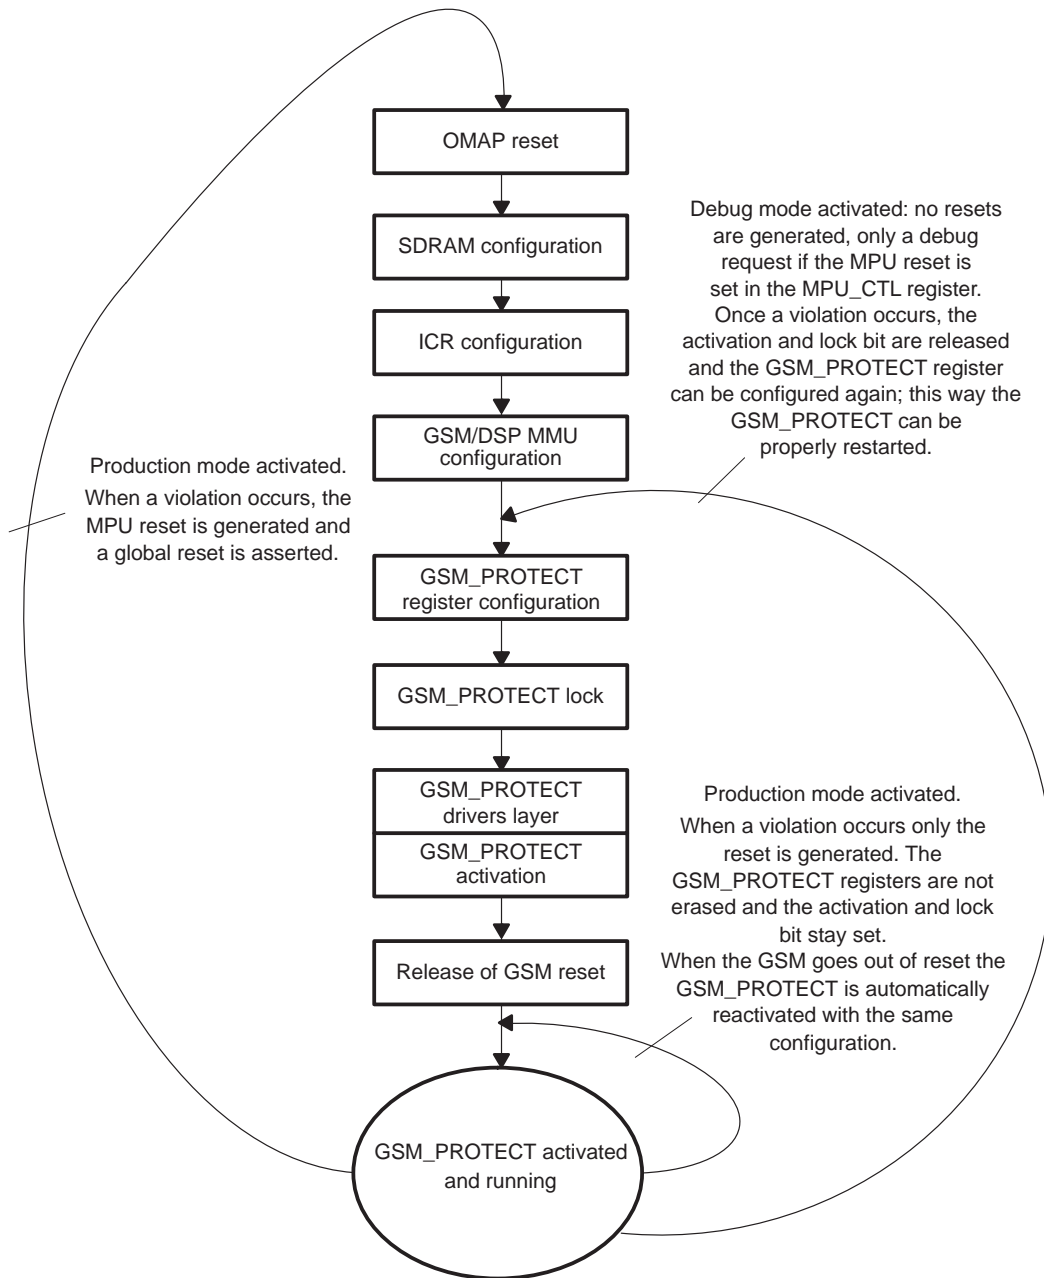 OMAP reset
SDRAM configuration
ICR configuration
GSM/DSP MMU
configuration
Debug mode activated: no resets
are generated, only a debug
request if the MPU reset is
set in the MPU_CTL register.
Once a violation occurs, the
activation and lock bit are released
and the GSM_PROTECT register
can be configured again; this way the
GSM_PROTECT can be
properly restarted.
Production mode activated.
When a violation occurs, the
MPU reset is generated and
a global reset is asserted.
GSM_PROTECT
register configuration
GSM_PROTECT lock
GSM_PROTECT
drivers layer
GSM_PROTECT
activation
Release of GSM reset
Production mode activated.
When a violation occurs only the
reset is generated. The
GSM_PROTECT registers are not
erased and the activation and lock
bit stay set.
When the GSM goes out of reset the
GSM_PROTECT is automatically
reactivated with the same
configuration.
GSM_PROTECT activated
and running